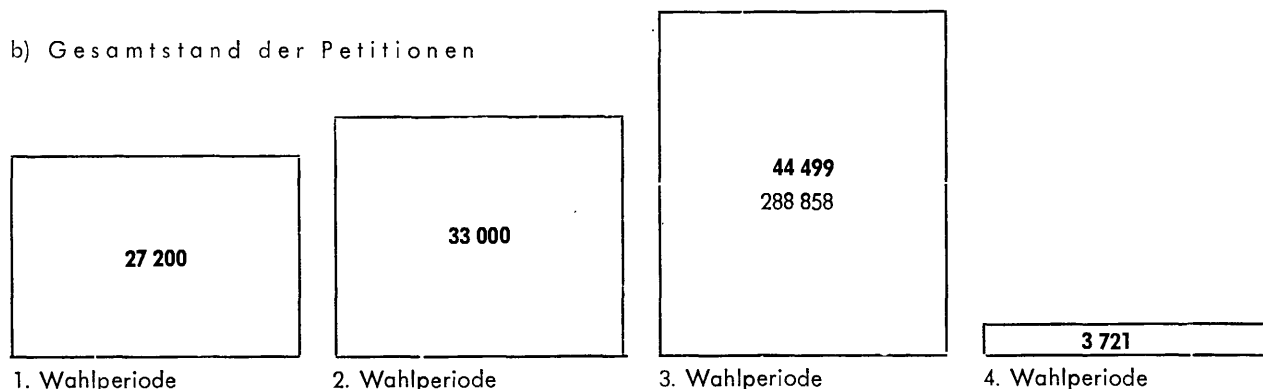 b) Gesamtstand der Petitionen
27 200
33 000
44 499
288 858
3 721
1. Wahlperiode
2. Wahlperiode
3. Wahlperiode
4. Wahlperiode